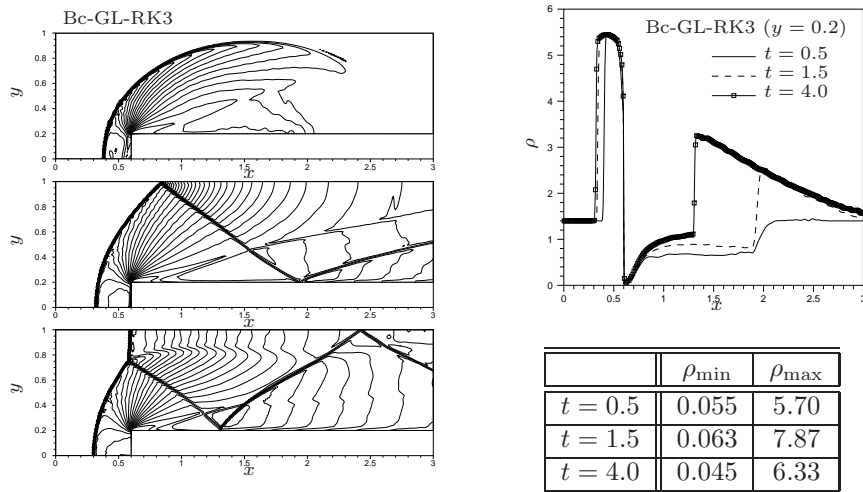 Bc-GL-RK3
1
0.8
0.6
0.4
0.2
0
y
0 0.5 1 1.5 2 2.5 3
x
1
0.8
0.6
0.4
0.2
0
y
0 0.5 1 1.5 2 2.5 3
x
1
0.8
0.6
0.4
0.2
0
y
0 0.5 1 1.5 2 2.5 3
x
Bc-GL-RK3 (y = 0.2)
t = 0.5
t = 1.5
t = 4.0
6
5
4
3
2
1
0
ρ
0 0.5 1 1.5 2 2.5 3
x
ρmin ρmax
t = 0.5 0.055 5.70
t = 1.5 0.063 7.87
t = 4.0 0.045 6.33